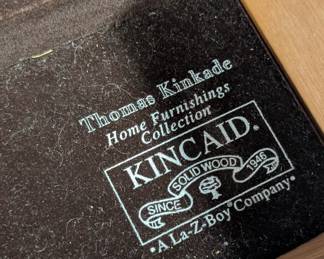 Thomas Kinkade
Home Furnishings
Collection
KINCAID®
SOLID WOOD
SINCE 1946
•A La-Z-Boy® Company•